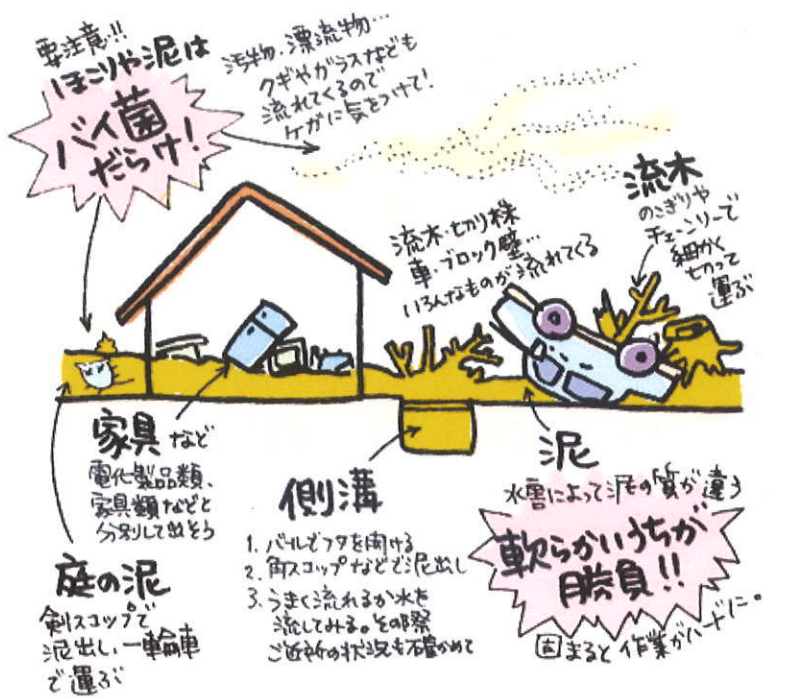 要注意!!
ほこりや泥は
バイ菌
だらけ!
汚物、漂流物…
クギやガラスなども
流れてくるので
ケガに気をつけて!
流木
のこぎりや
チェーンソーで
細かく
切って
運ぶ
流木・切り株
車・ブロック壁…
いろんなものが流れてくる
家具など
電化製品類、
家具類などと
分別して出そう
側溝
1. バールでフタを開ける
2. 角スコップなどで泥出し
3. うまく流れるか水を
流してみる。その際
ご近所の状況も確かめて
泥
水害によって泥の質が違う
軟らかいうちが
勝負!!
固まると作業がハードに。
庭の泥
剣スコップで
泥出し、一輪車
で運ぶ